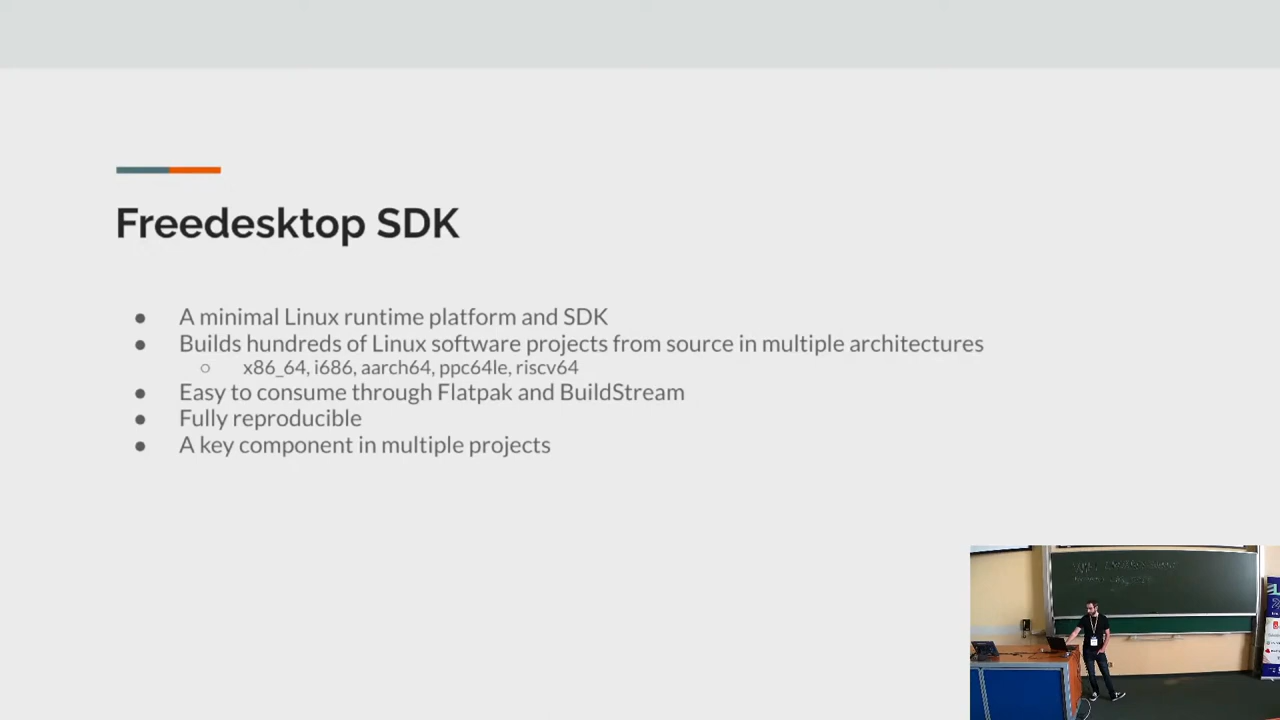 Freedesktop SDK
● A minimal Linux runtime platform and SDK
● Builds hundreds of Linux software projects from source in multiple architectures
○ x86_64, i686, aarch64, ppc64le, riscv64
● Easy to consume through Flatpak and BuildStream
● Fully reproducible
● A key component in multiple projects